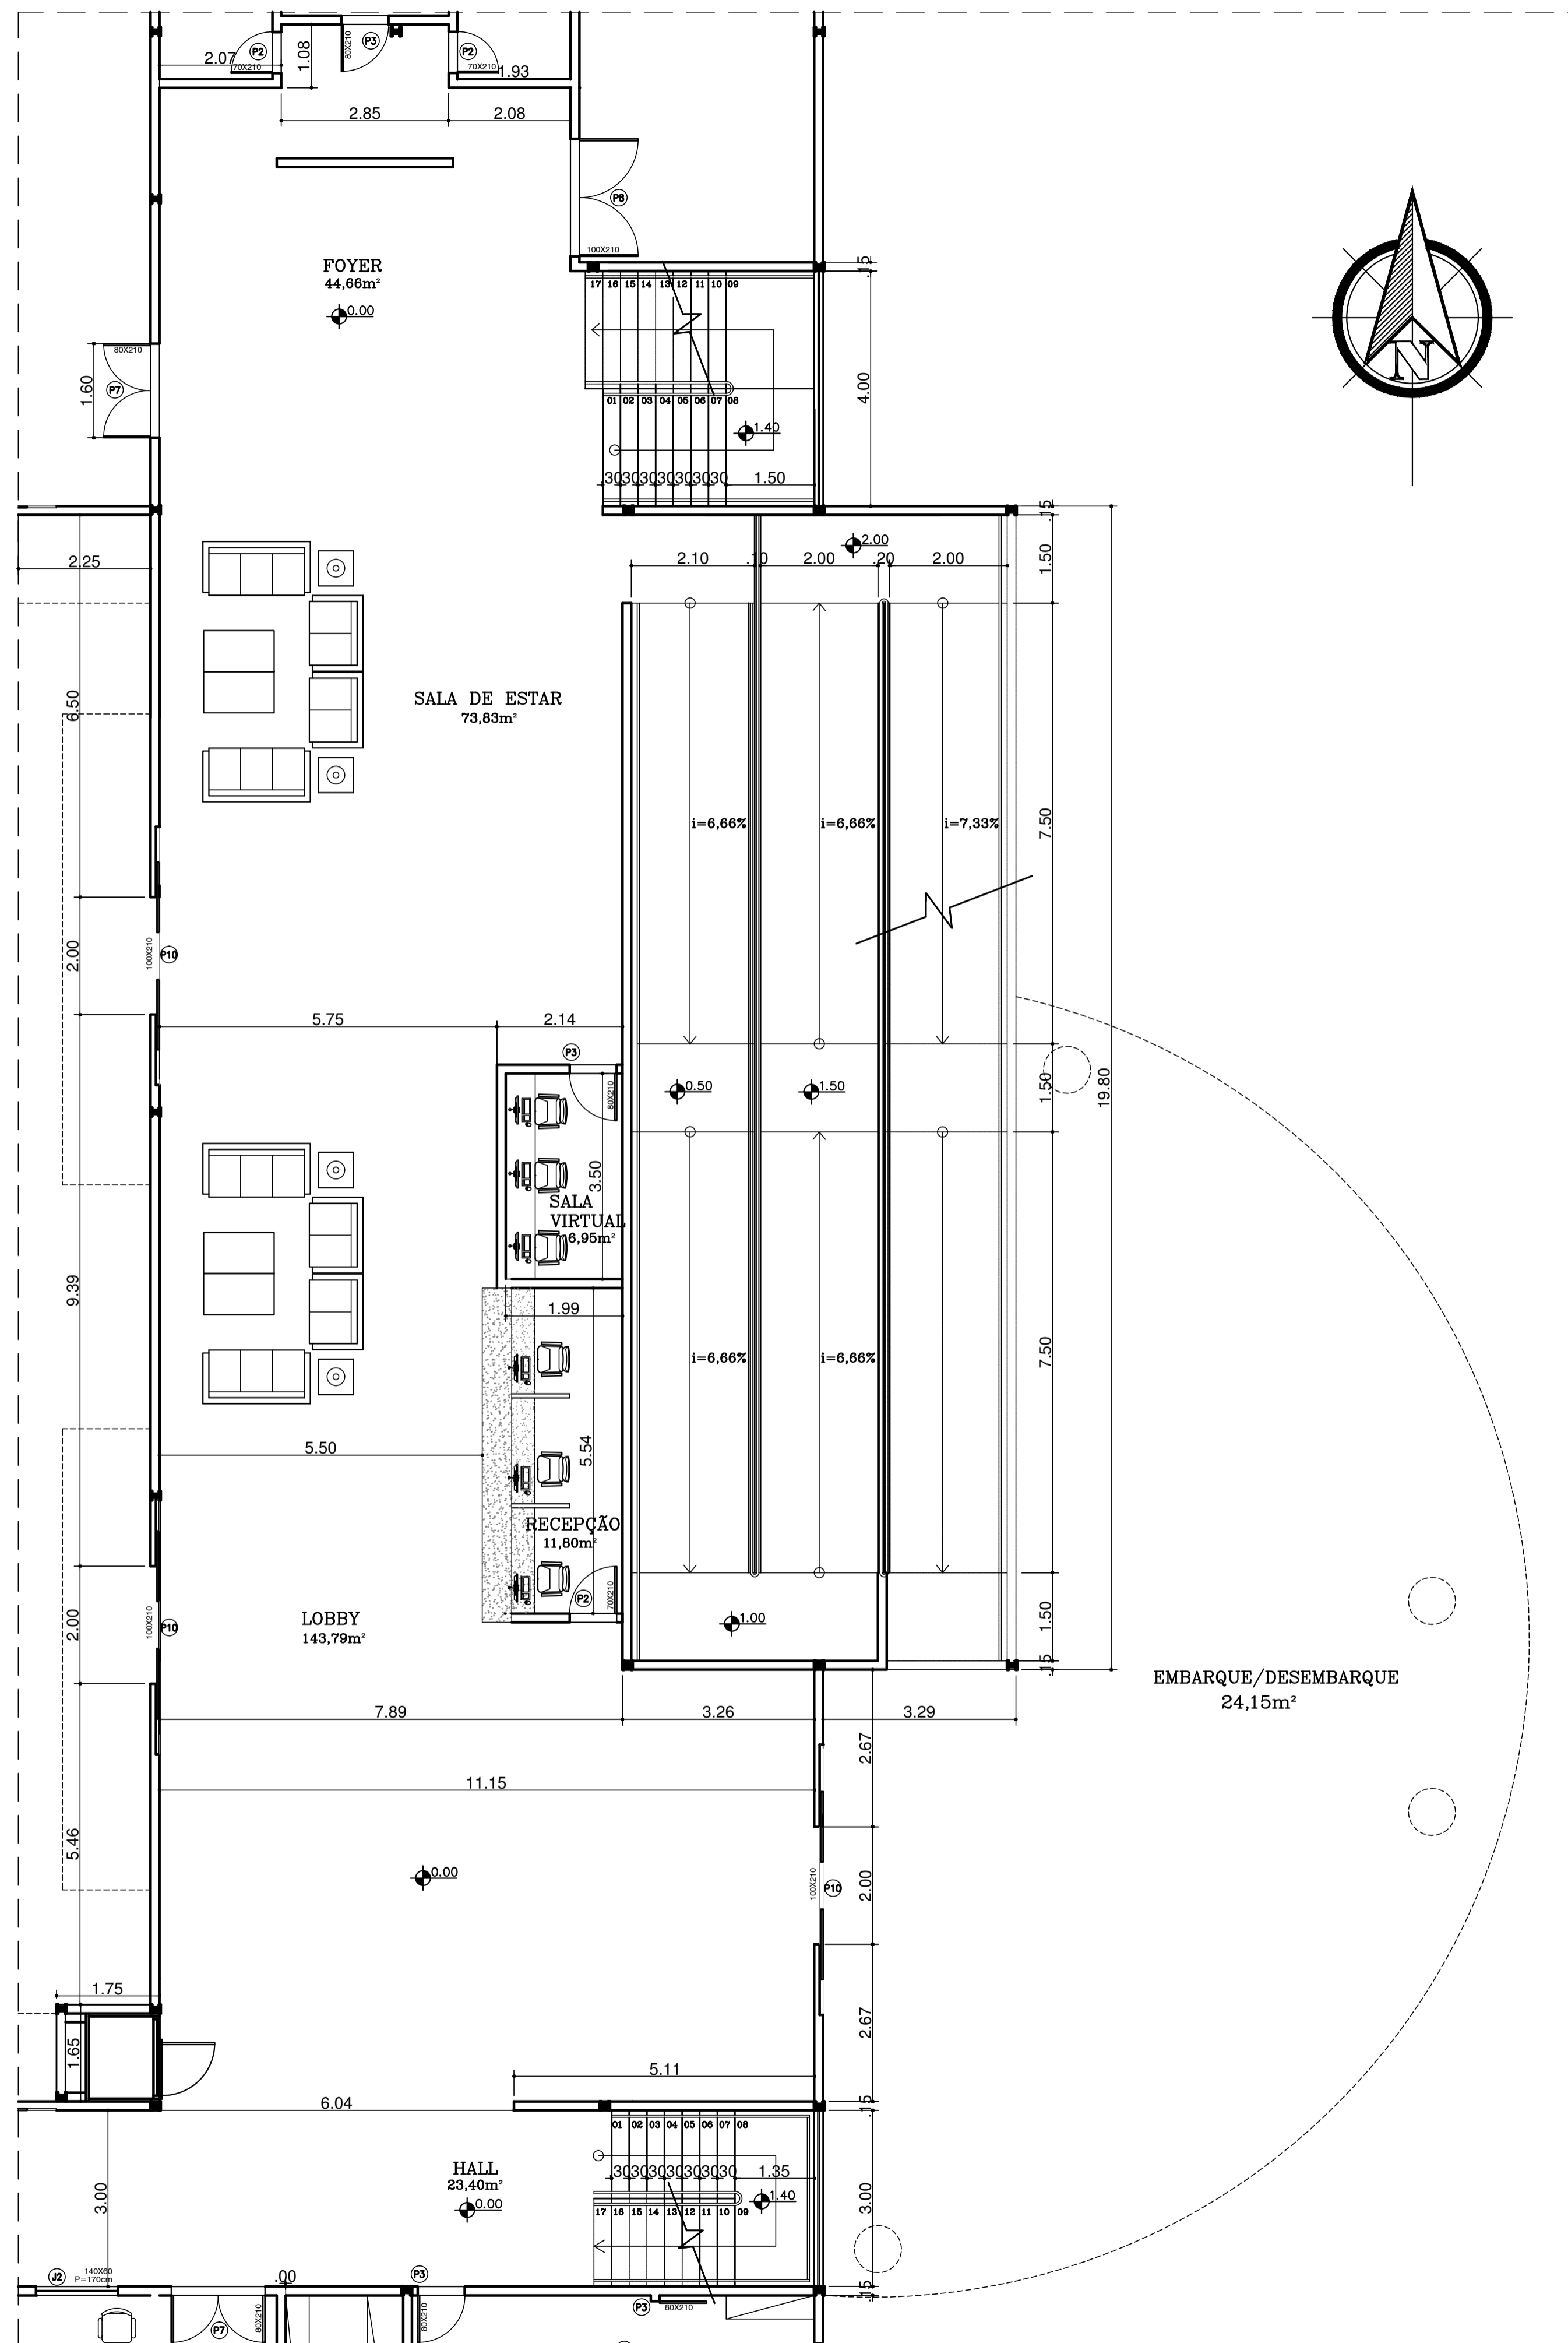 2.07
P2
70X210
1.08
80X210
P3
P2
70X210
1.93
2.85
2.08
P8
100X210
FOYER
44,66m²
0.00
.15
17 16 15 14 13 12 11 10 09
80X210
P7
1.60
4.00
01 02 03 04 05 06 07 08
1.40
.30 .30 .30 .30 .30 .30 .30
1.50
N
.15
2.00
2.25
2.10
.10
2.00
.20
2.00
1.50
6.50
SALA DE ESTAR
73,83m²
i=6,66%
i=6,66%
i=7,33%
7.50
2.00
100X210
P10
5.75
2.14
P3
80X210
0.50
1.50
1.50
19.80
3.50
SALA
VIRTUAL
6,95m²
9.39
1.99
i=6,66%
i=6,66%
7.50
5.50
5.54
RECEPÇÃO
11,80m²
P2
70X210
2.00
100X210
P10
LOBBY
143,79m²
1.00
1.50
.15
EMBARQUE/DESEMBARQUE
24,15m²
7.89
3.26
3.29
2.67
11.15
5.46
0.00
100X210
P10
2.00
1.75
1.65
2.67
5.11
6.04
.15
01 02 03 04 05 06 07 08
HALL
23,40m²
0.00
.30 .30 .30 .30 .30 .30 .30
1.35
1.40
3.00
3.00
17 16 15 14 13 12 11 10 09
J2
140X60
P=170cm
.00
P3
.15
P7
80X210
80X210
P3
80X210